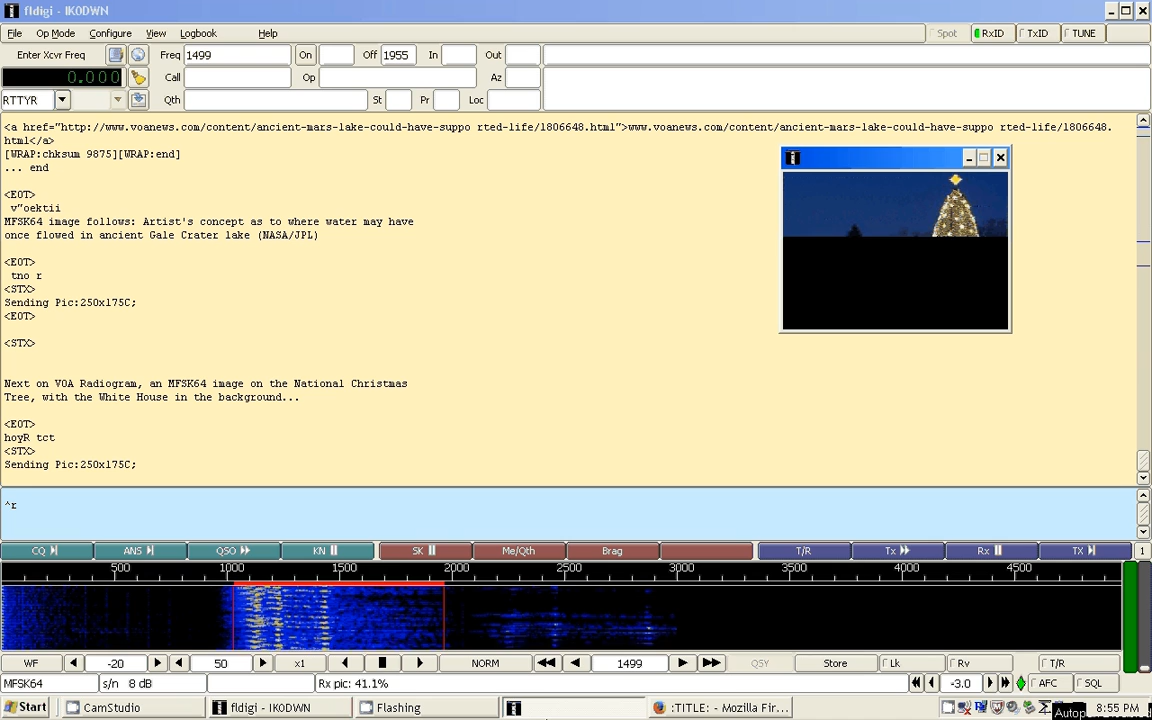 fldigi - IK0DWN
File Op Mode Configure View Logbook Help Spot RxID TxID TUNE
Enter Xcvr Freq Freq 1499 On Off 1955 In Out
0.000 Call Op Az
RTTYR Qth St Pr Loc
<a href="http://www.voanews.com/content/ancient-mars-lake-could-have-suppo rted-life/1806648.html">www.voanews.com/content/ancient-mars-lake-could-have-suppo rted-life/1806648.
html</a>
[WRAP:chksum 9875][WRAP:end]
... end
<EOT>
v"oektii
MFSK64 image follows: Artist's concept as to where water may have
once flowed in ancient Gale Crater lake (NASA/JPL)
<EOT>
tno r
<STX>
Sending Pic:250x175C;
<EOT>
<STX>
Next on VOA Radiogram, an MFSK64 image on the National Christmas
Tree, with the White House in the background...
<EOT>
hoyR tct
<STX>
Sending Pic:250x175C;
^r
CQ ANS QSO KN SK Me/Qth Brag T/R Tx Rx TX 1
500 1000 1500 2000 2500 3000 3500 4000 4500
WF -20 50 x1 NORM 1499 QSY Store Lk Rv T/R
MFSK64 s/n 8 dB Rx pic: 41.1% -3.0 AFC SQL
Start CamStudio fldigi - IK0DWN Flashing :TITLE: - Mozilla Fir... 8:55 PM